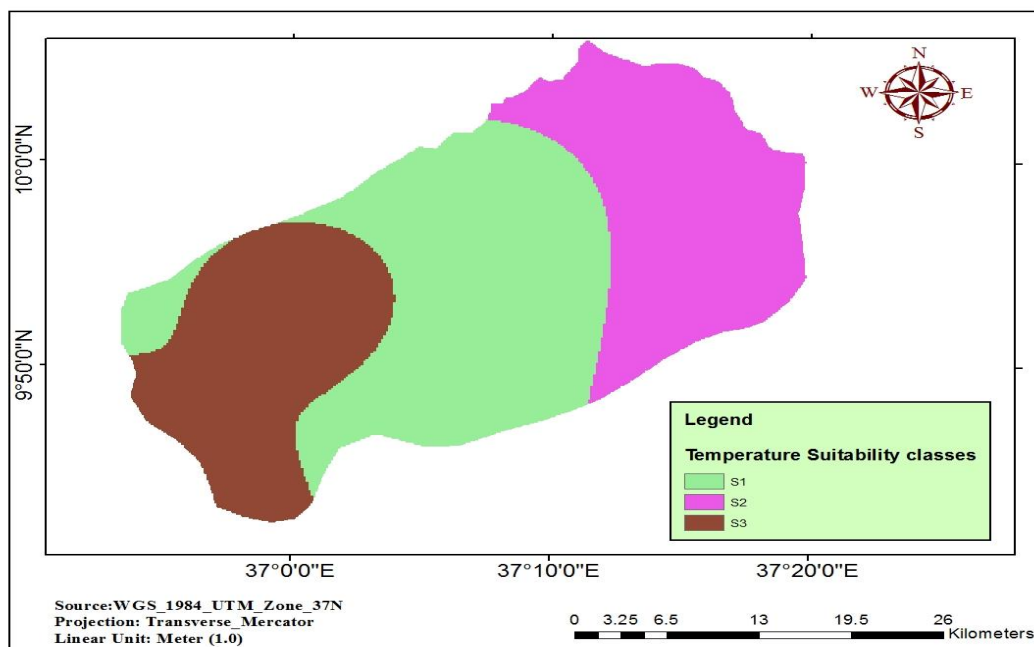 N
W E
S
10°0'0"N
9°50'0"N
Legend
Temperature Suitability classes
S1
S2
S3
37°0'0"E 37°10'0"E 37°20'0"E
Source:WGS_1984_UTM_Zone_37N
Projection: Transverse_Mercator
Linear Unit: Meter (1.0)
0 3.25 6.5 13 19.5 26
Kilometers